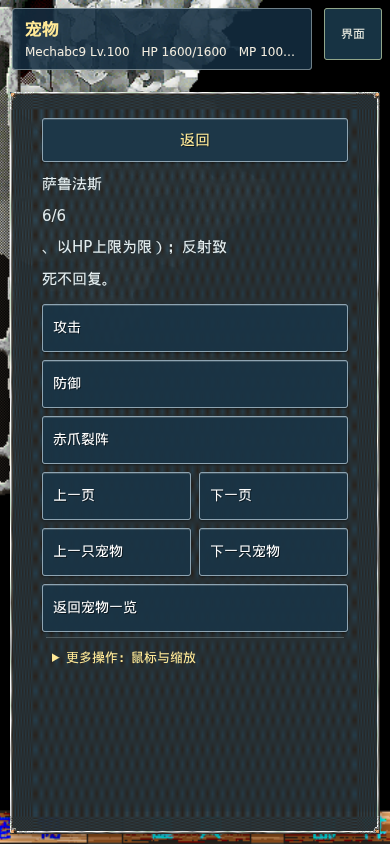 宠物
Mechabc9 Lv.100 HP 1600/1600 MP 100...
界面
返回
萨鲁法斯
6/6
、以HP上限为限）；反射致
死不回复。
攻击
防御
赤爪裂阵
上一页 下一页
上一只宠物 下一只宠物
返回宠物一览
▶ 更多操作：鼠标与缩放